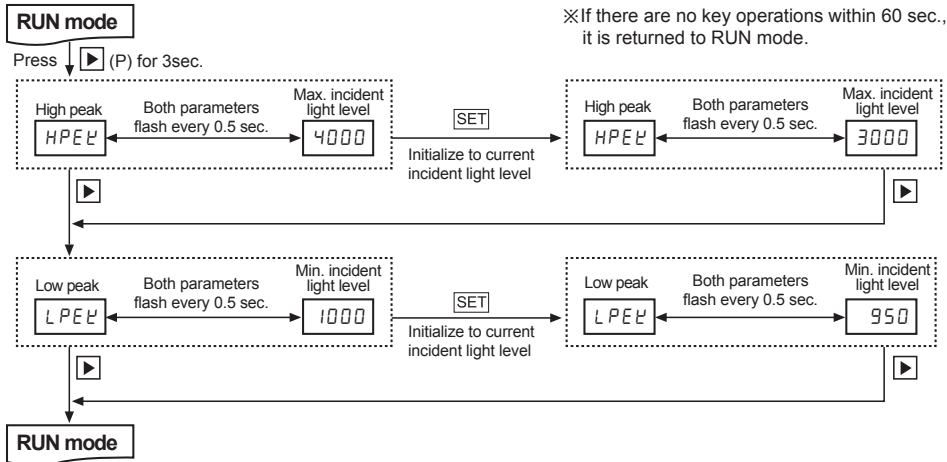 RUN mode
※If there are no key operations within 60 sec.,
it is returned to RUN mode.
Press ▶ (P) for 3sec.
High peak
HPEK
Both parameters
flash every 0.5 sec.
Max. incident
light level
4000
SET
Initialize to current
incident light level
High peak
HPEK
Both parameters
flash every 0.5 sec.
Max. incident
light level
3000
▶
▶
Low peak
LPEK
Both parameters
flash every 0.5 sec.
Min. incident
light level
1000
SET
Initialize to current
incident light level
Low peak
LPEK
Both parameters
flash every 0.5 sec.
Min. incident
light level
950
▶
▶
RUN mode